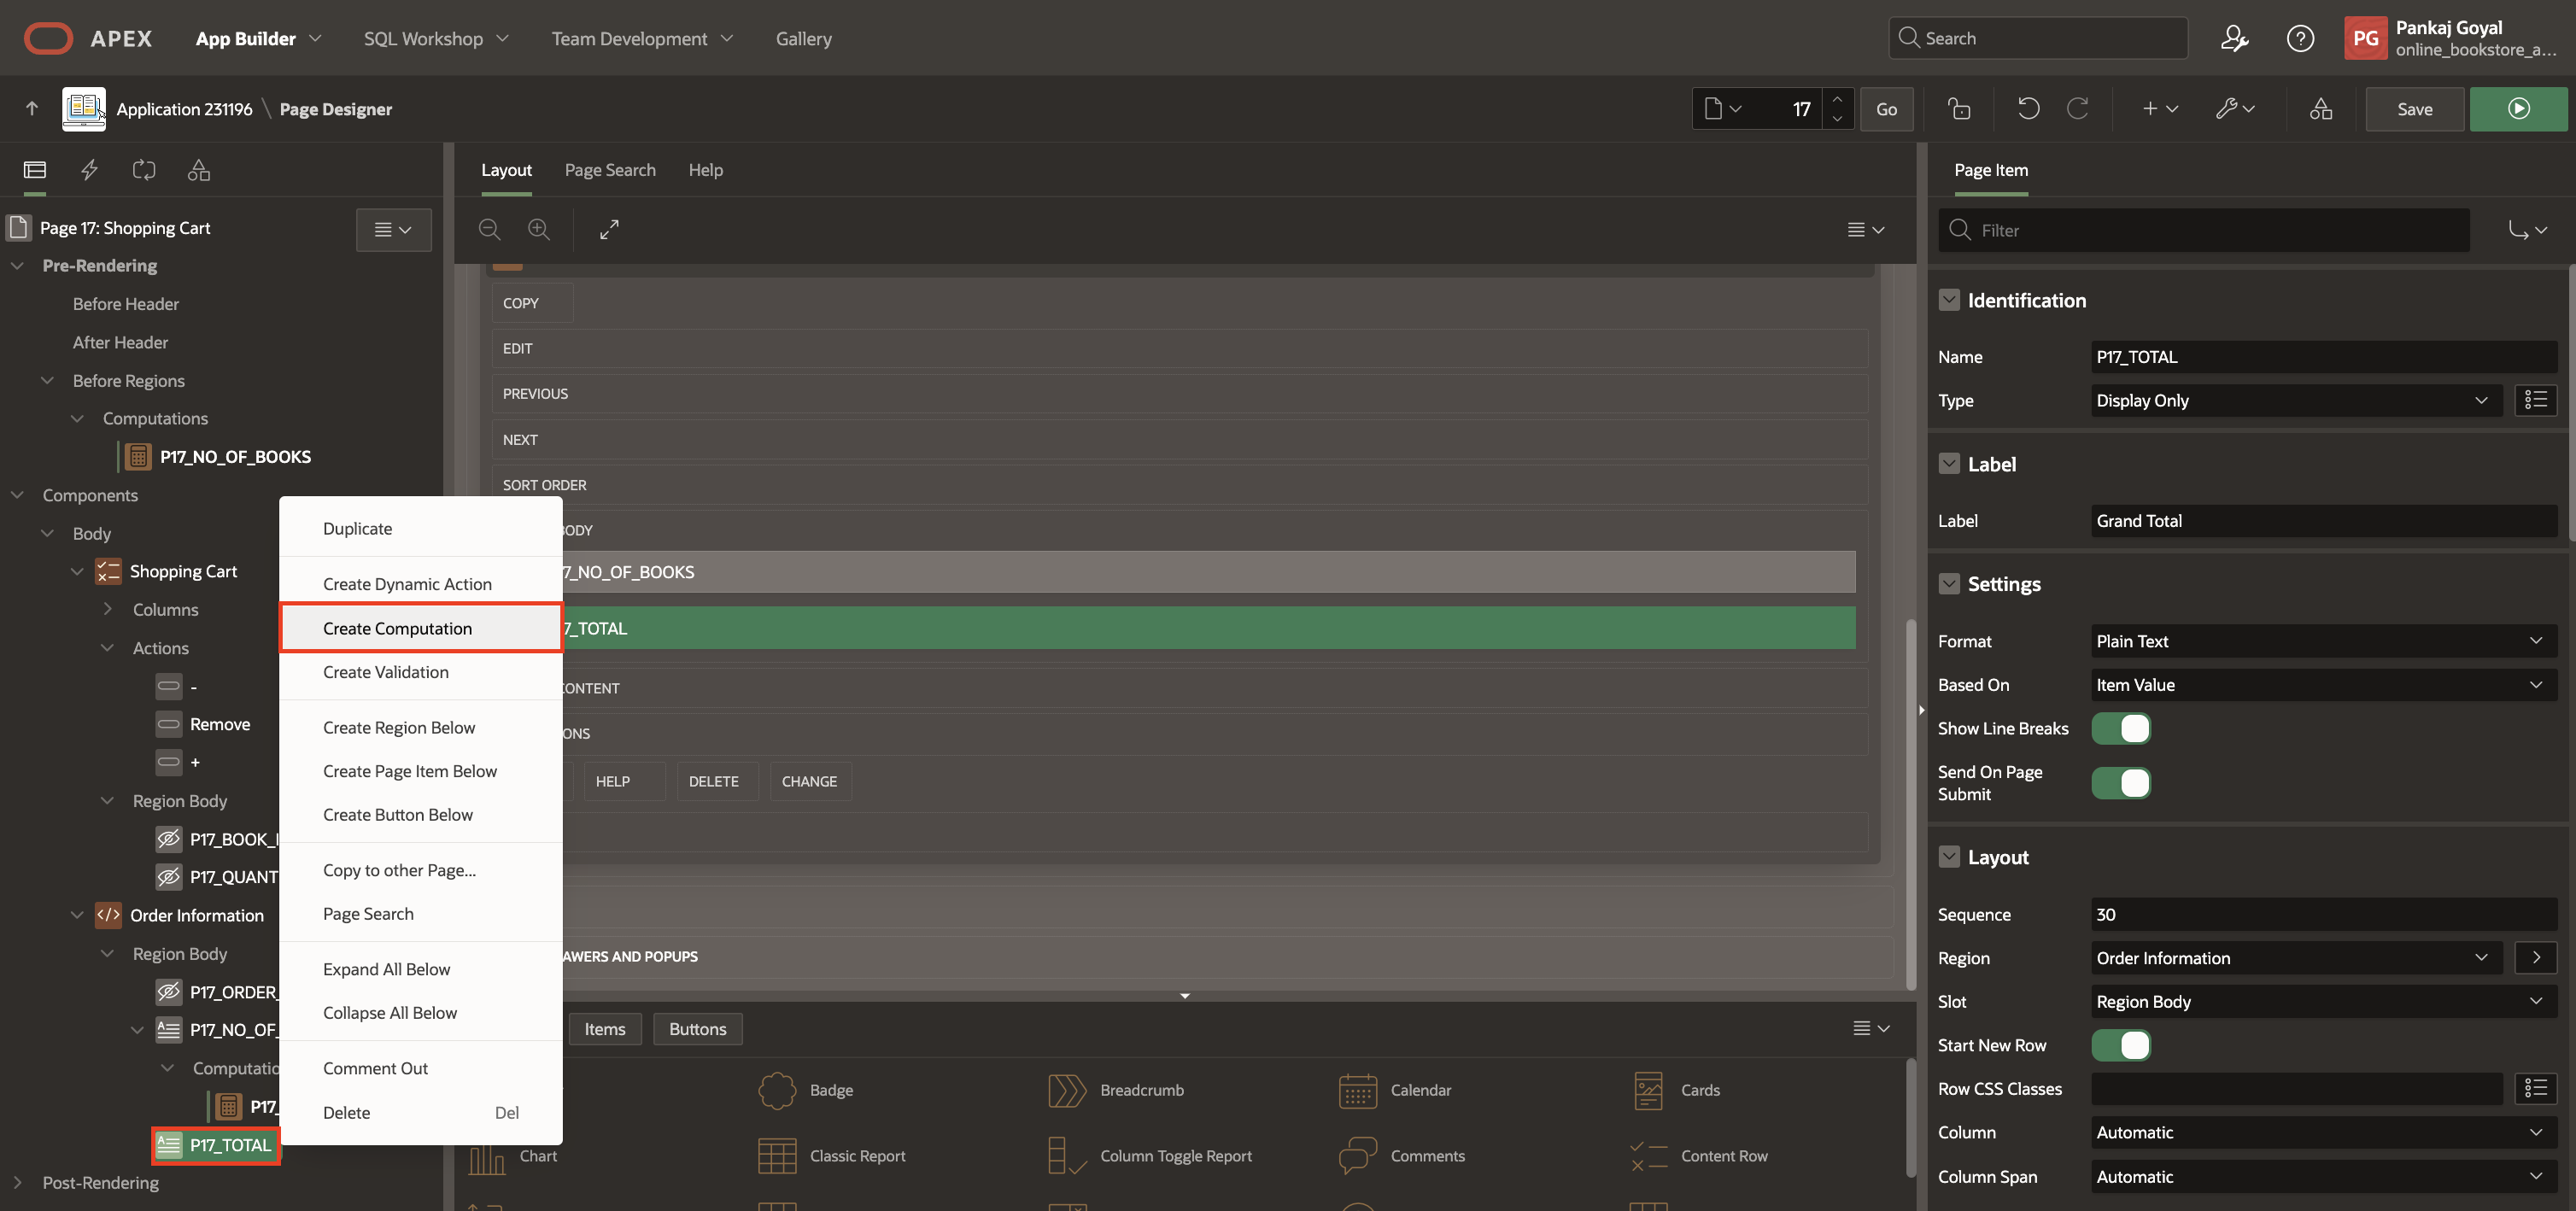 APEX
App Builder
SQL Workshop
Team Development
Gallery
Search
PG
Pankaj Goyal
online_bookstore_a...
Application 231196 \ Page Designer
17
Go
Save
Page 17: Shopping Cart
Pre-Rendering
Before Header
After Header
Before Regions
Computations
P17_NO_OF_BOOKS
Components
Body
Shopping Cart
Columns
Actions
-
Remove
+
Region Body
P17_BOOK_
P17_QUANT
Order Information
Region Body
P17_ORDER_
P17_NO_OF_
Computatio
P17_
P17_TOTAL
Post-Rendering
Duplicate
Create Dynamic Action
Create Computation
Create Validation
Create Region Below
Create Page Item Below
Create Button Below
Copy to other Page...
Page Search
Expand All Below
Collapse All Below
Comment Out
Delete Del
Layout
Page Search
Help
COPY
EDIT
PREVIOUS
NEXT
SORT ORDER
BODY
7_NO_OF_BOOKS
7_TOTAL
CONTENT
ONS
HELP
DELETE
CHANGE
AWERS AND POPUPS
Items
Buttons
Badge
Breadcrumb
Calendar
Cards
Chart
Classic Report
Column Toggle Report
Comments
Content Row
Page Item
Filter
Identification
Name P17_TOTAL
Type Display Only
Label
Label Grand Total
Settings
Format Plain Text
Based On Item Value
Show Line Breaks
Send On Page
Submit
Layout
Sequence 30
Region Order Information
Slot Region Body
Start New Row
Row CSS Classes
Column Automatic
Column Span Automatic